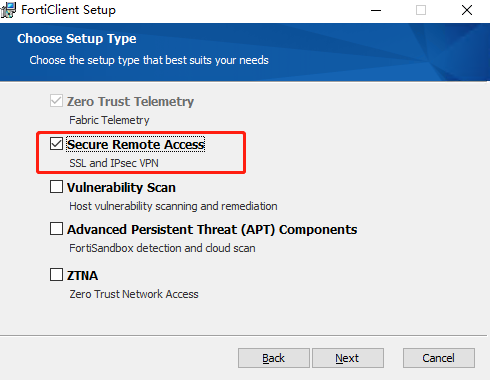 FortiClient Setup
Choose Setup Type
Choose the setup type that best suits your needs
Zero Trust Telemetry
Fabric Telemetry
Secure Remote Access
SSL and IPsec VPN
Vulnerability Scan
Host vulnerability scanning and remediation
Advanced Persistent Threat (APT) Components
FortiSandbox detection and cloud scan
ZTNA
Zero Trust Network Access
Back Next Cancel